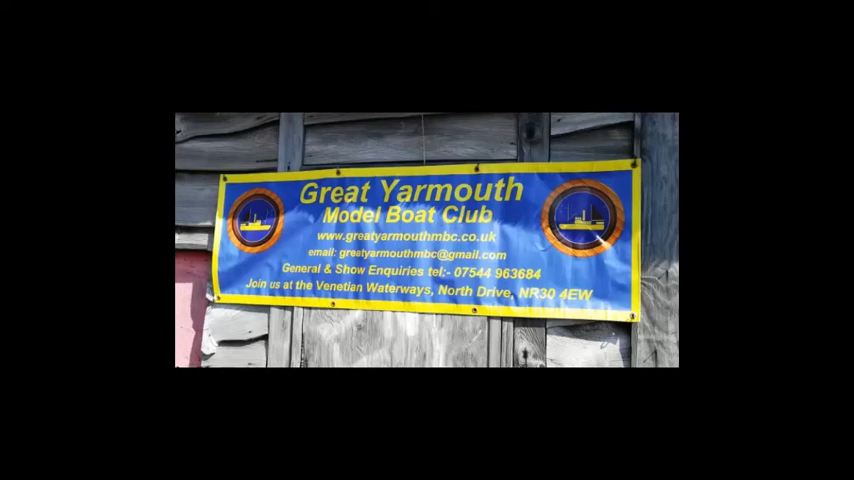 Great Yarmouth
Model Boat Club
www.greatyarmouthmbc.co.uk
email: greatyarmouthmbc@gmail.com
General & Show Enquiries tel:- 07544 963684
Join us at the Venetian Waterways, North Drive, NR30 4EW